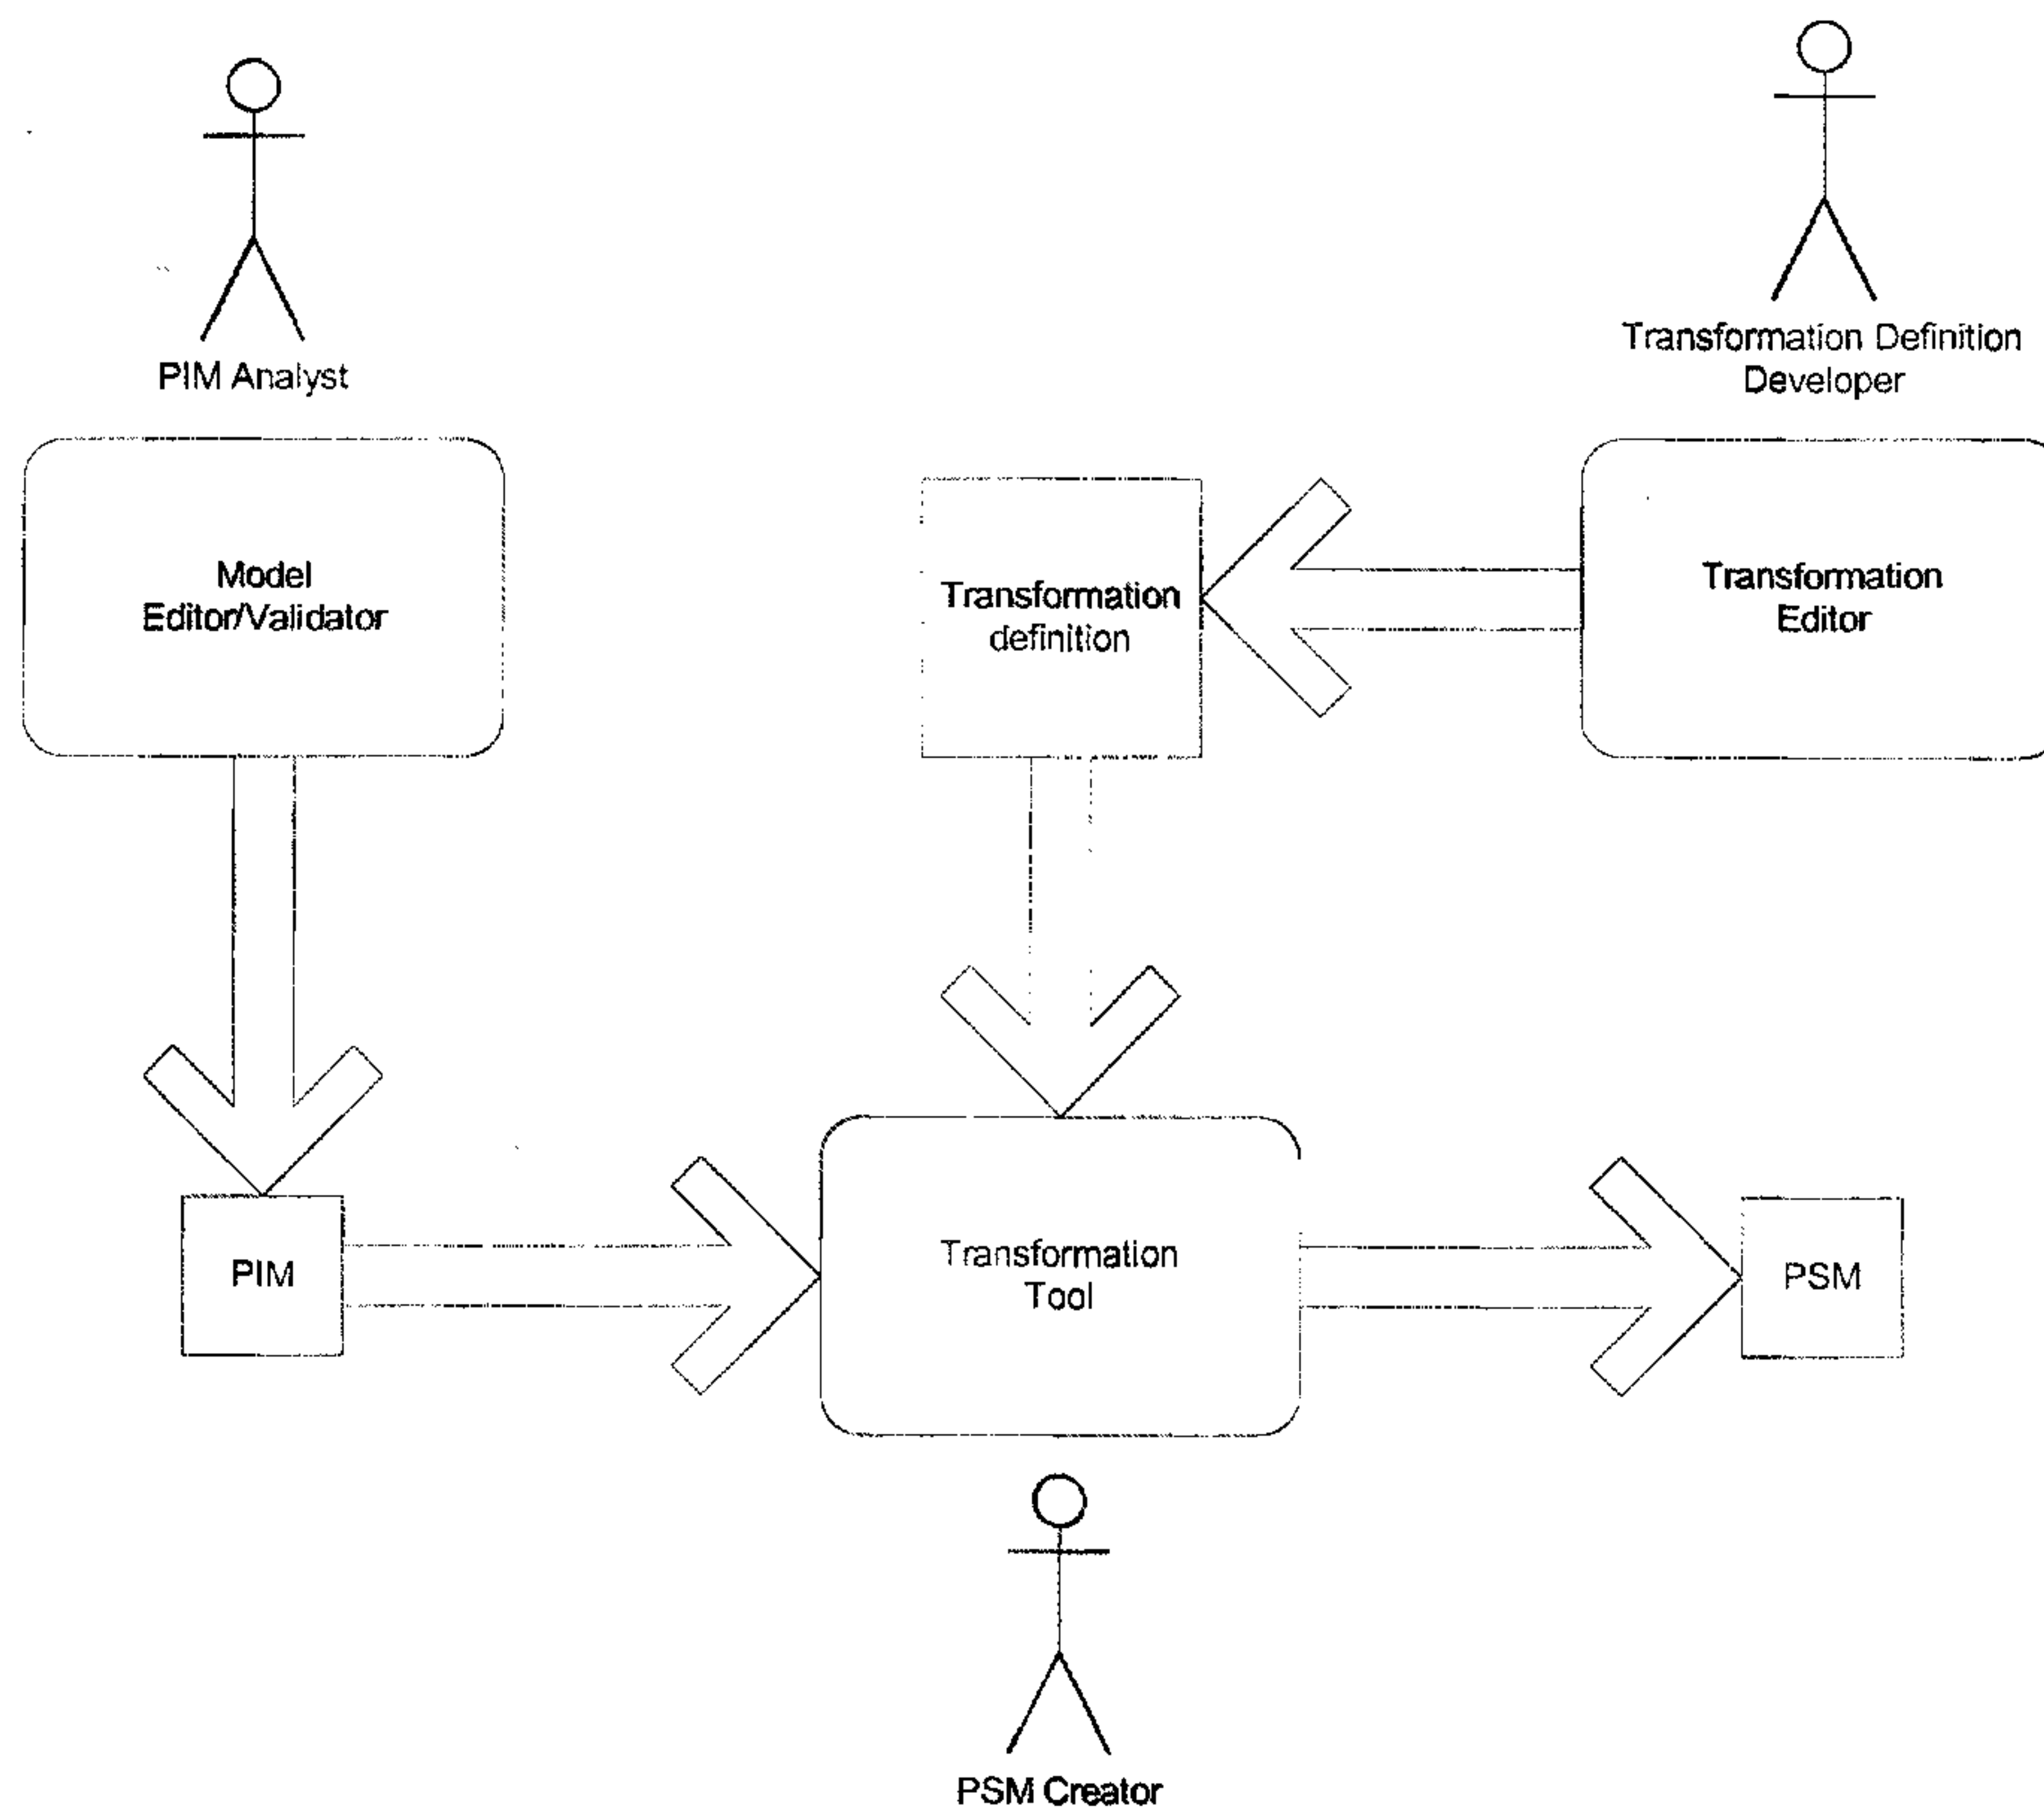 PIM Analyst
Transformation Definition
Developer
Model
Editor/Validator
Transformation
definition
Transformation
Editor
PIM
Transformation
Tool
PSM
PSM Creator